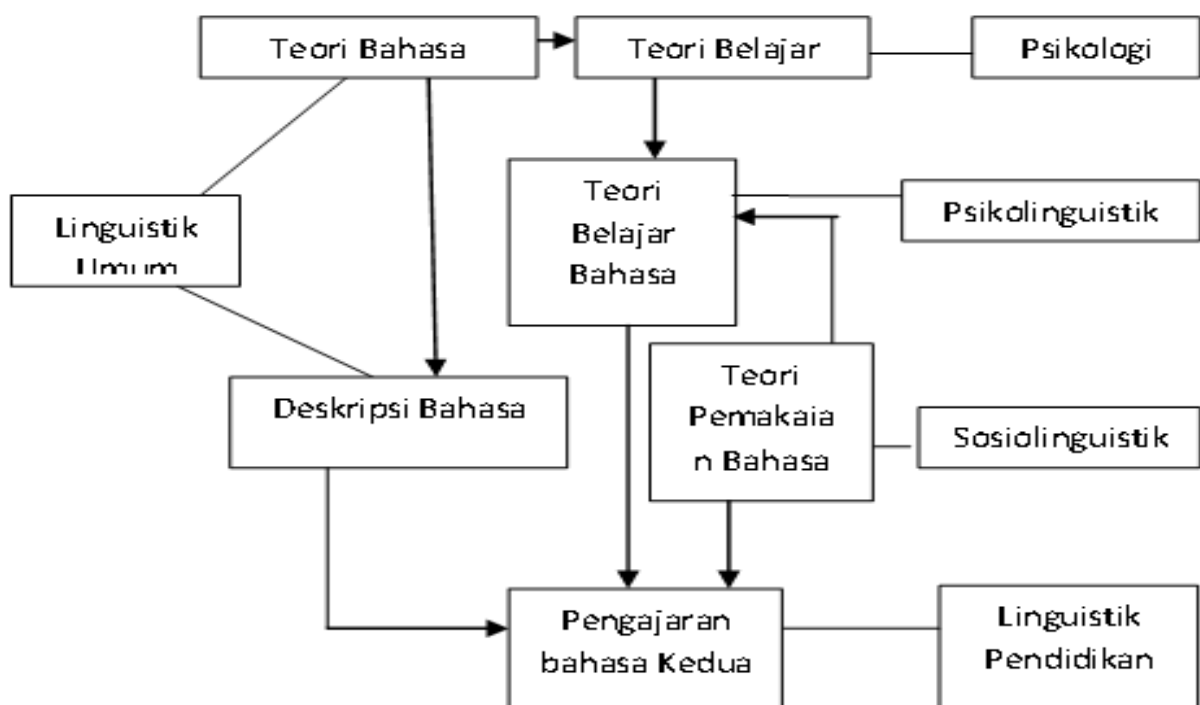 Teori Bahasa
Teori Belajar
Psikologi
Teori
Belajar
Bahasa
Psikolinguistik
Linguistik
Umum
Teori
Pemakaia
n Bahasa
Deskripsi Bahasa
Sosiolinguistik
Pengajaran
bahasa Kedua
Linguistik
Pendidikan